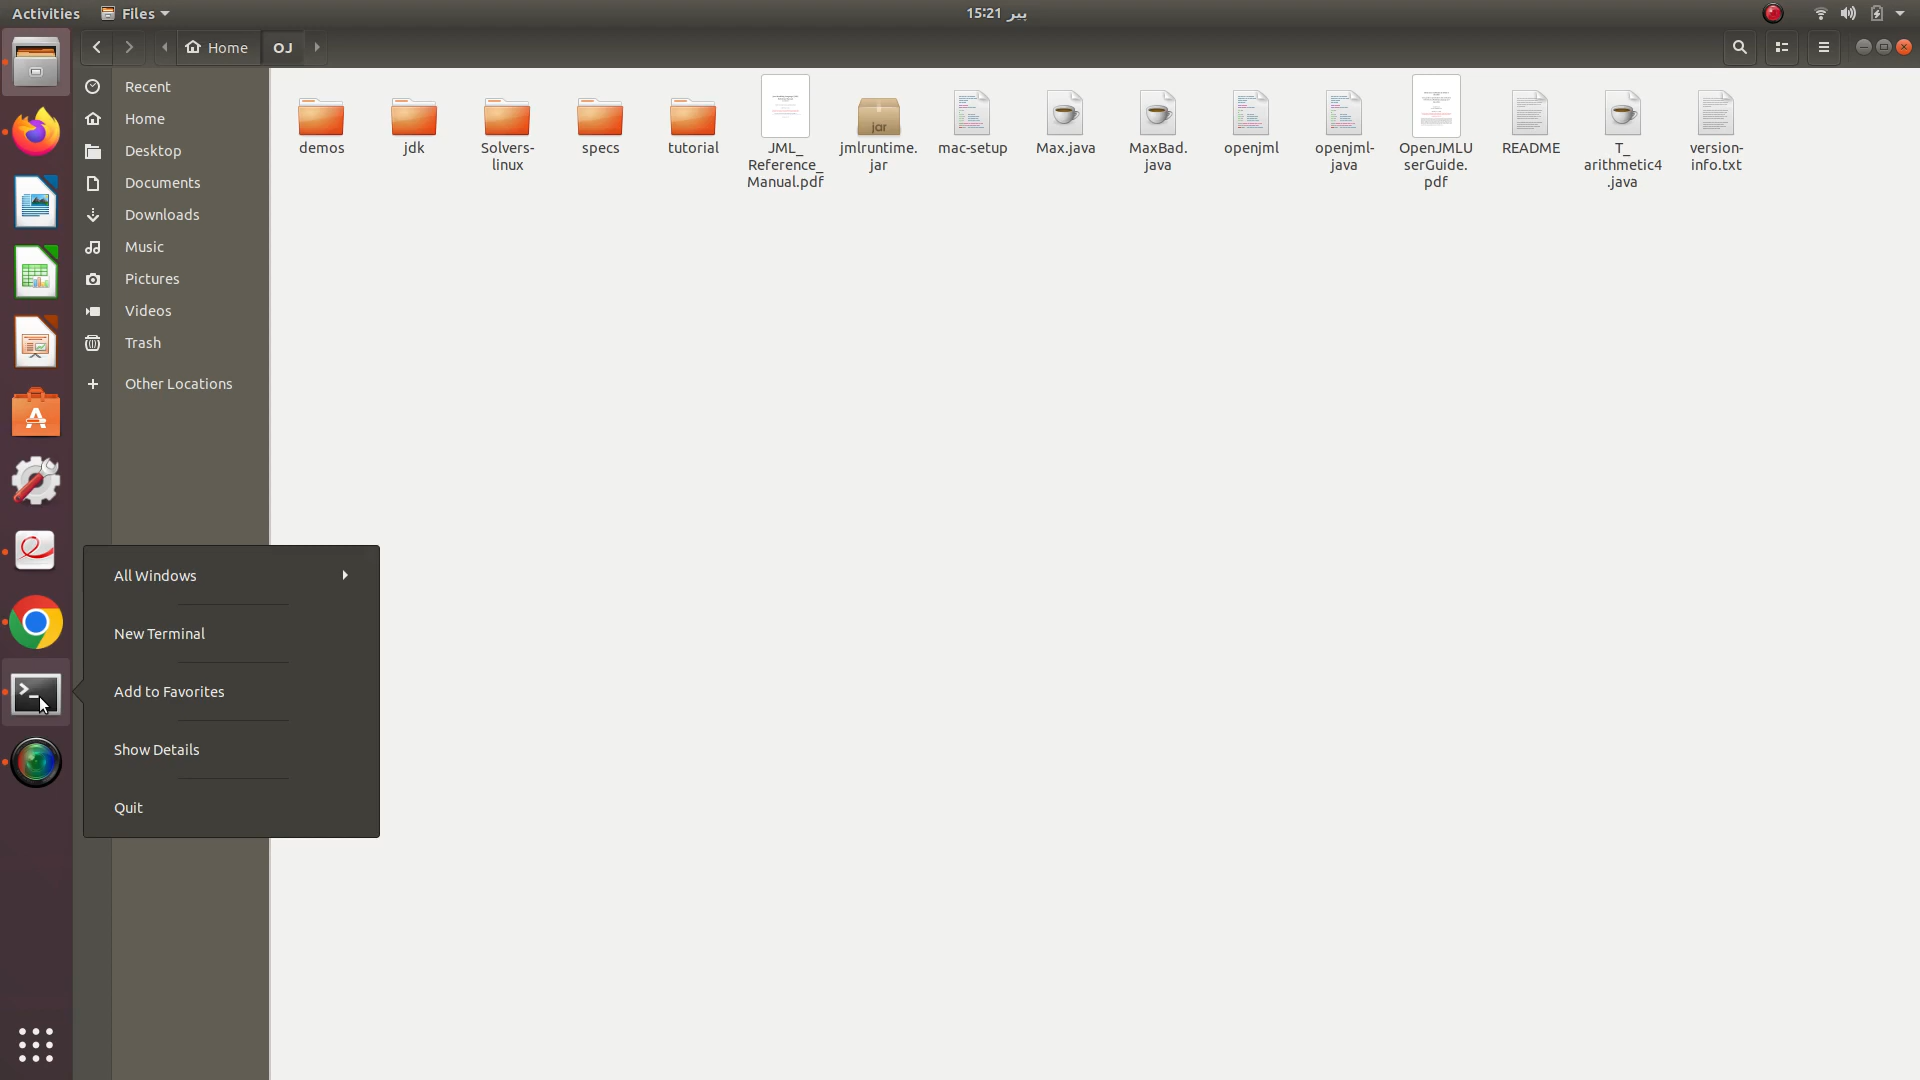 Activities
Files
15:21 پیر
Home
OJ
Recent
Home
Desktop
Documents
Downloads
Music
Pictures
Videos
Trash
+ Other Locations
demos
jdk
Solvers-
linux
specs
tutorial
JML_
Reference_
Manual.pdf
jar
jmlruntime.
jar
mac-setup
Max.java
MaxBad.
java
openjml
openjml-
java
OpenJMLU
serGuide.
pdf
README
T_
arithmetic4
.java
version-
info.txt
All Windows
New Terminal
Add to Favorites
Show Details
Quit